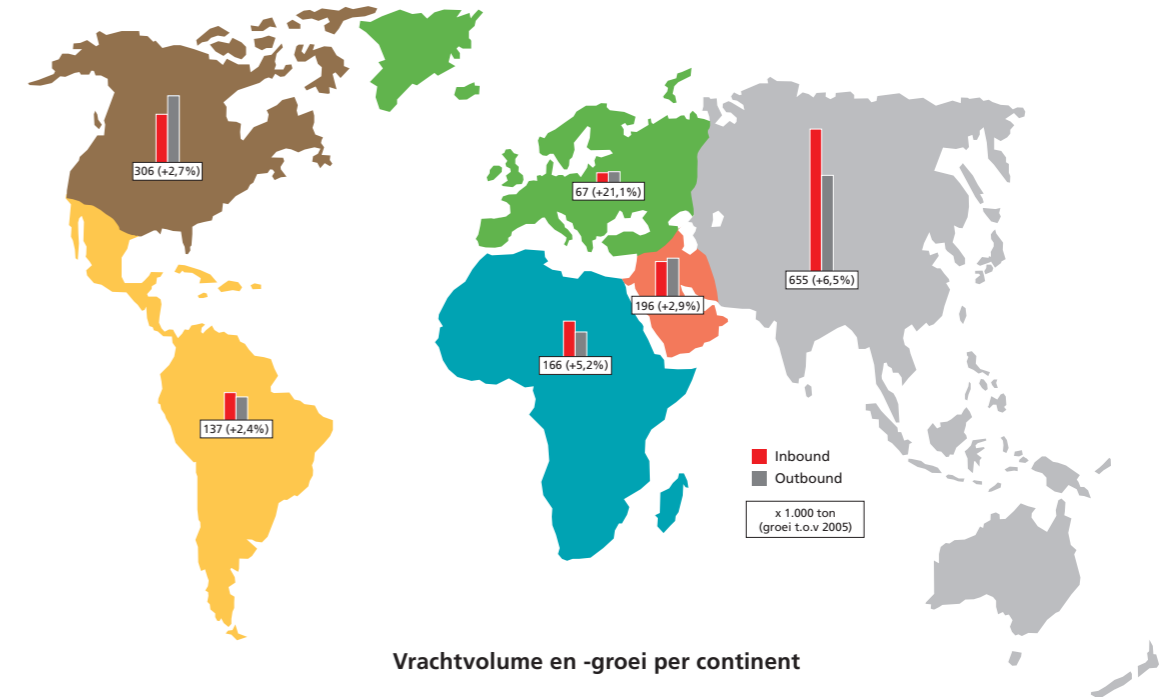 306 (+2,7%)
67 (+21,1%)
655 (+6,5%)
196 (+2,9%)
166 (+5,2%)
137 (+2,4%)
Inbound
Outbound
x 1.000 ton
(groei t.o.v 2005)
Vrachtvolume en -groei per continent